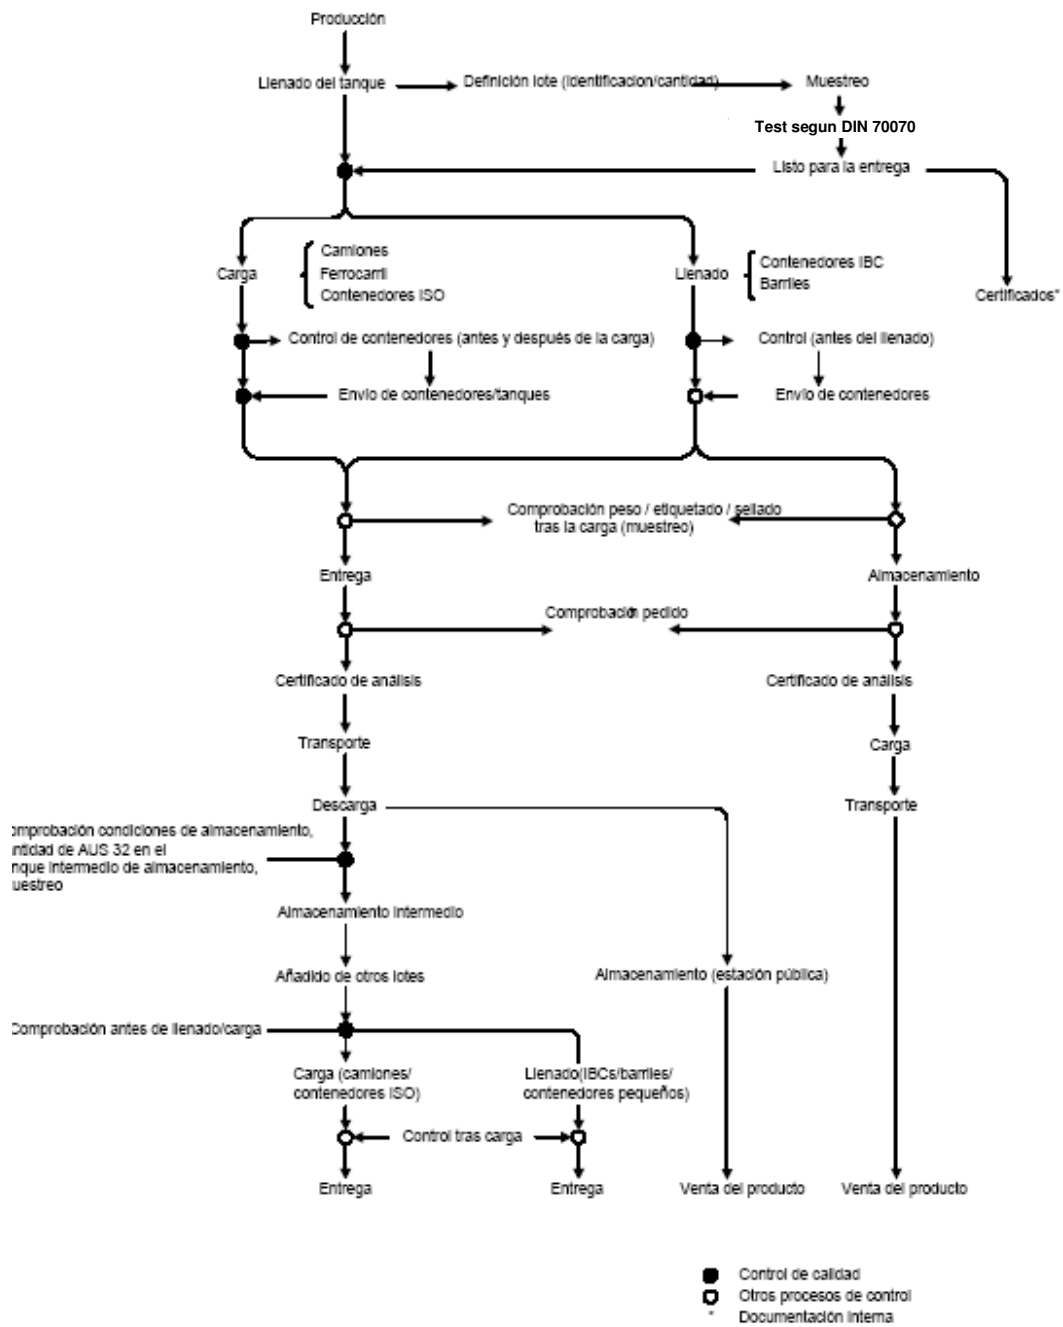 Producción
Llenado del tanque
Definición lote (Identificacion/cantidad)
Muestreo
Test segun DIN 70070
Listo para la entrega
Carga
Camiones
Ferrocarril
Contenedores ISO
Llenado
Contenedores IBC
Barriles
Certificados*
Control de contenedores (antes y después de la carga)
Control (antes del llenado)
Envío de contenedores/tanques
Envío de contenedores
Comprobación peso / etiquetado / sellado
tras la carga (muestreo)
Entrega
Almacenamiento
Comprobación pedido
Certificado de análisis
Certificado de análisis
Transporte
Carga
Descarga
Transporte
omprobación condiciones de almacenamiento,
antidad de AUS 32 en el
nque Intermedio de almacenamiento,
uestreo
Almacenamiento Intermedio
Añadido de otros lotes
Almacenamiento (estación pública)
Comprobación antes de llenado/carga
Carga (camiones/
contenedores ISO)
Llenado(IBCs/barriles/
contenedores pequeños)
Control tras carga
Entrega
Entrega
Venta del producto
Venta del producto
Control de calidad
Otros procesos de control
* Documentación Interna